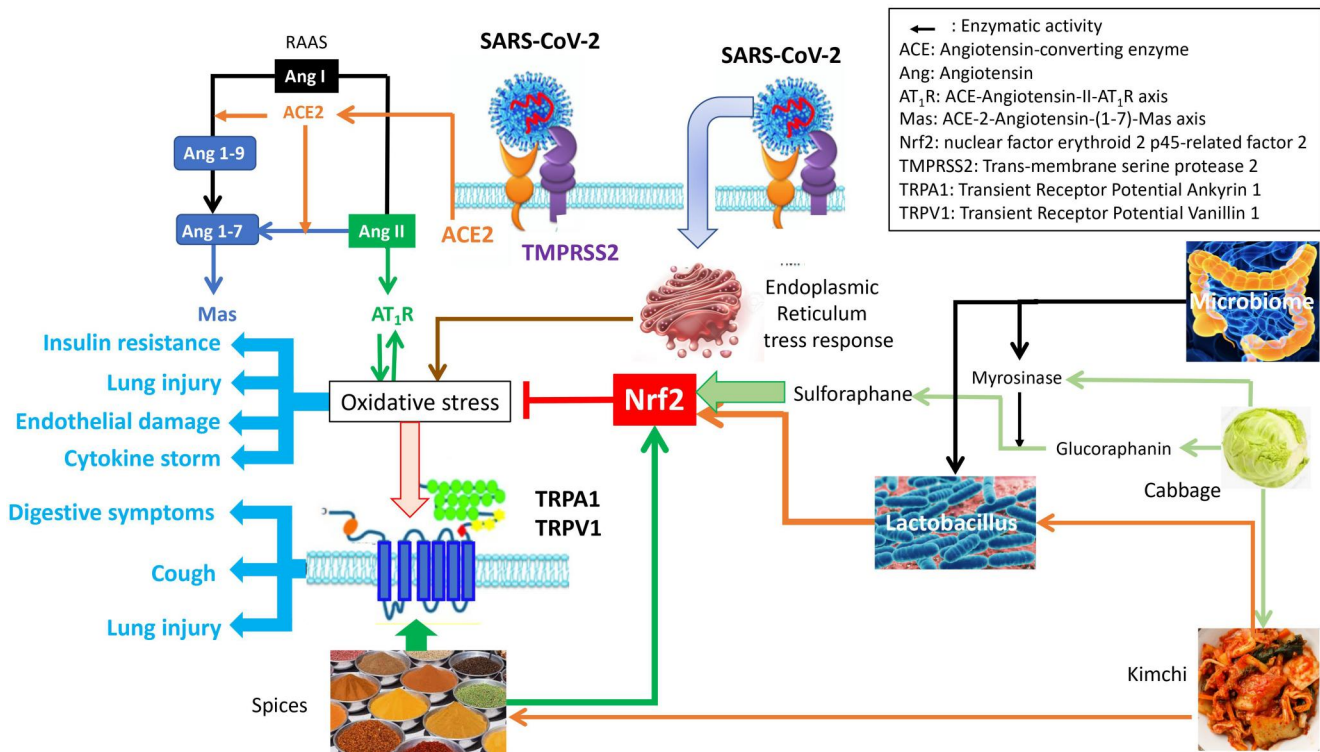 RAAS
Ang I
ACE2
Ang 1-9
Ang 1-7
Ang II
ACE2
Mas
AT₁R
SARS-CoV-2
SARS-CoV-2
TMPRSS2
← : Enzymatic activity
ACE: Angiotensin-converting enzyme
Ang: Angiotensin
AT₁R: ACE-Angiotensin-II-AT₁R axis
Mas: ACE-2-Angiotensin-(1-7)-Mas axis
Nrf2: nuclear factor erythroid 2 p45-related factor 2
TMPRSS2: Trans-membrane serine protease 2
TRPA1: Transient Receptor Potential Ankyrin 1
TRPV1: Transient Receptor Potential Vanillin 1
Endoplasmic
Reticulum
tress response
Microbiome
Insulin resistance
Lung injury
Endothelial damage
Cytokine storm
Oxidative stress
Nrf2
Sulforaphane
Myrosinase
Glucoraphanin
Cabbage
Lactobacillus
Digestive symptoms
Cough
Lung injury
TRPA1
TRPV1
Spices
Kimchi